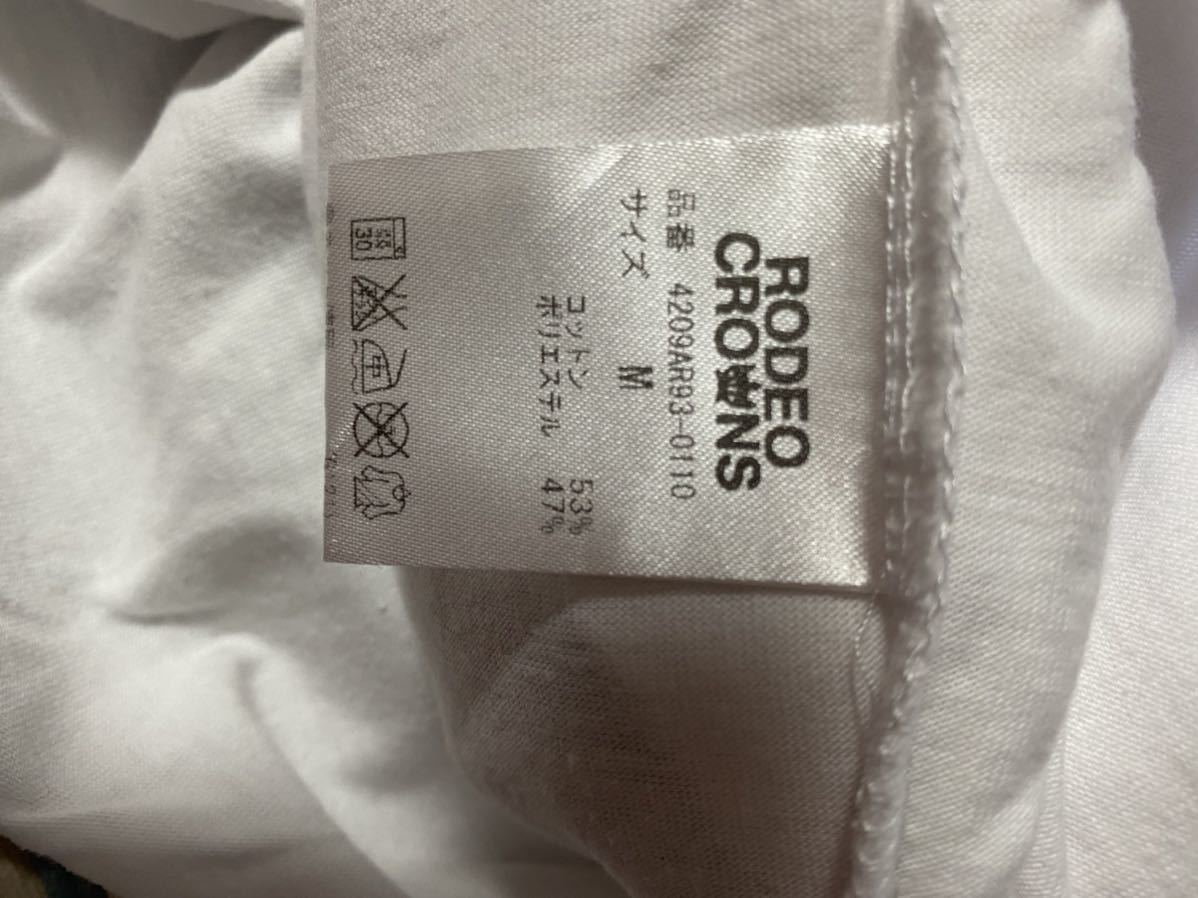 RODEO
CROWNS
品番 4209AR93-0110
サイズ M
コットン 53%
ポリエステル 47%
30